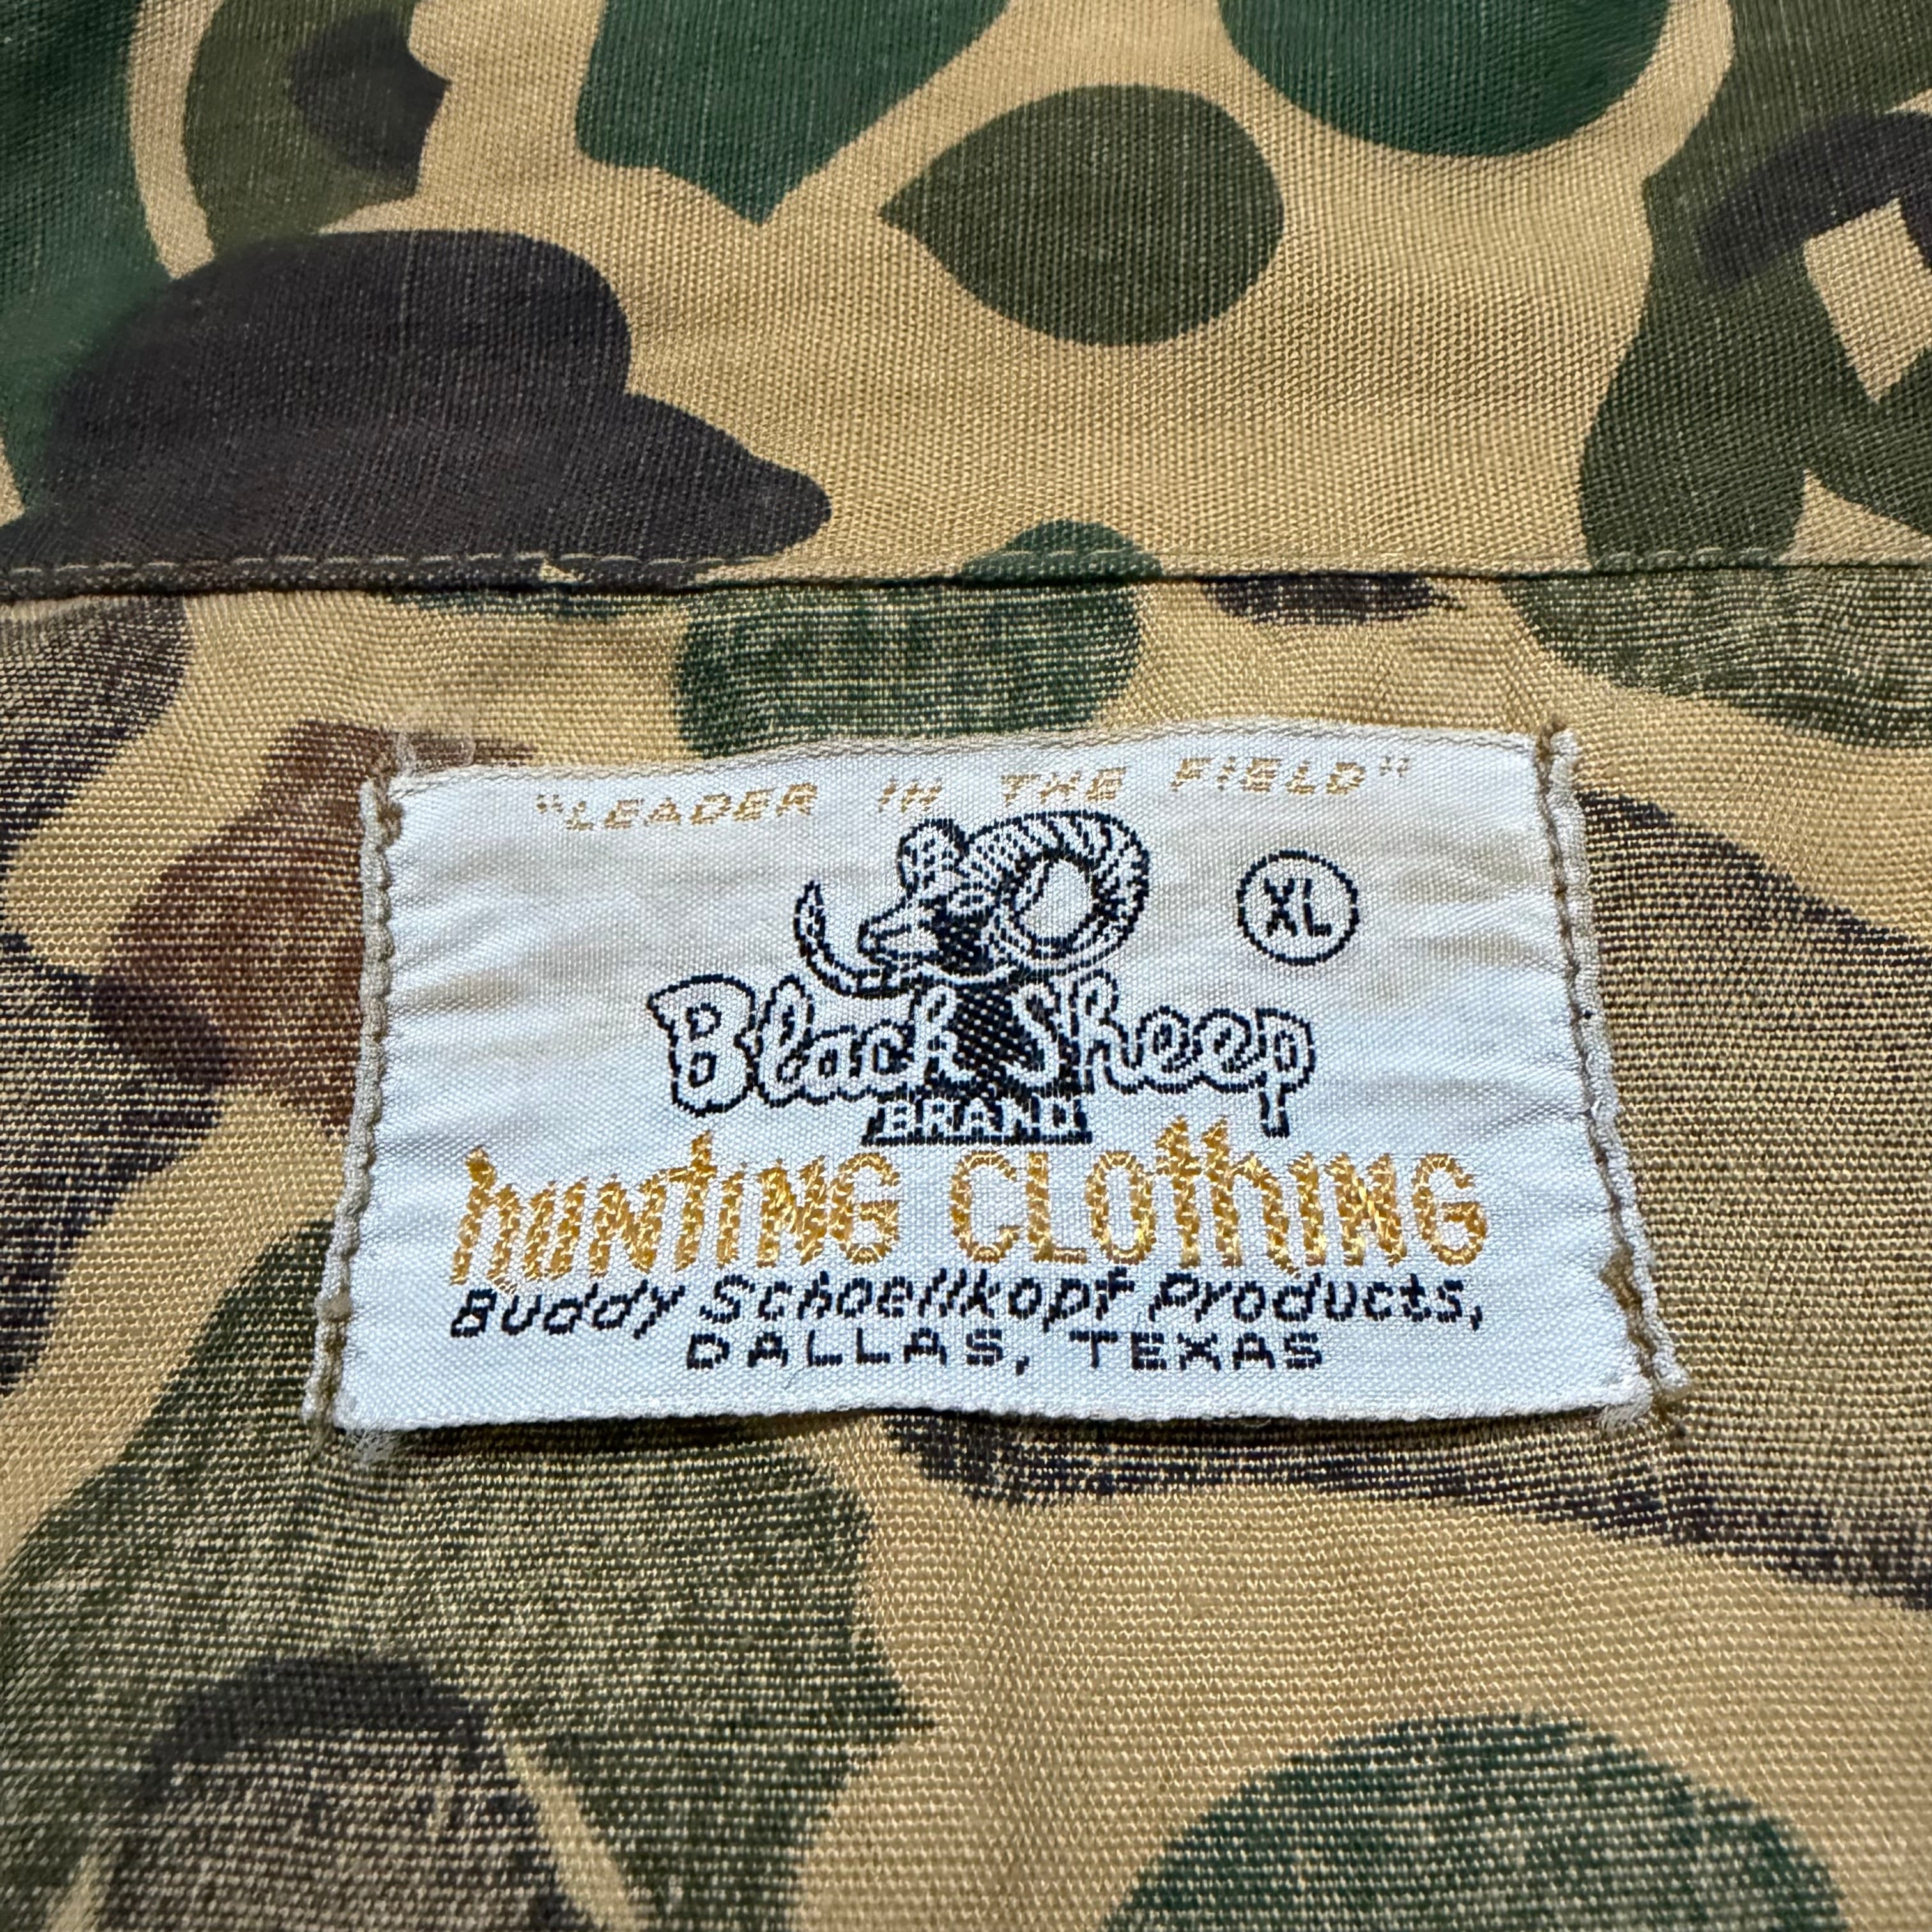 "LEADER IN THE FIELD"
XL
Black Sheep
BRAND
hUNTING CLOThING
Buddy Schoellkopf Products,
DALLAS, TEXAS